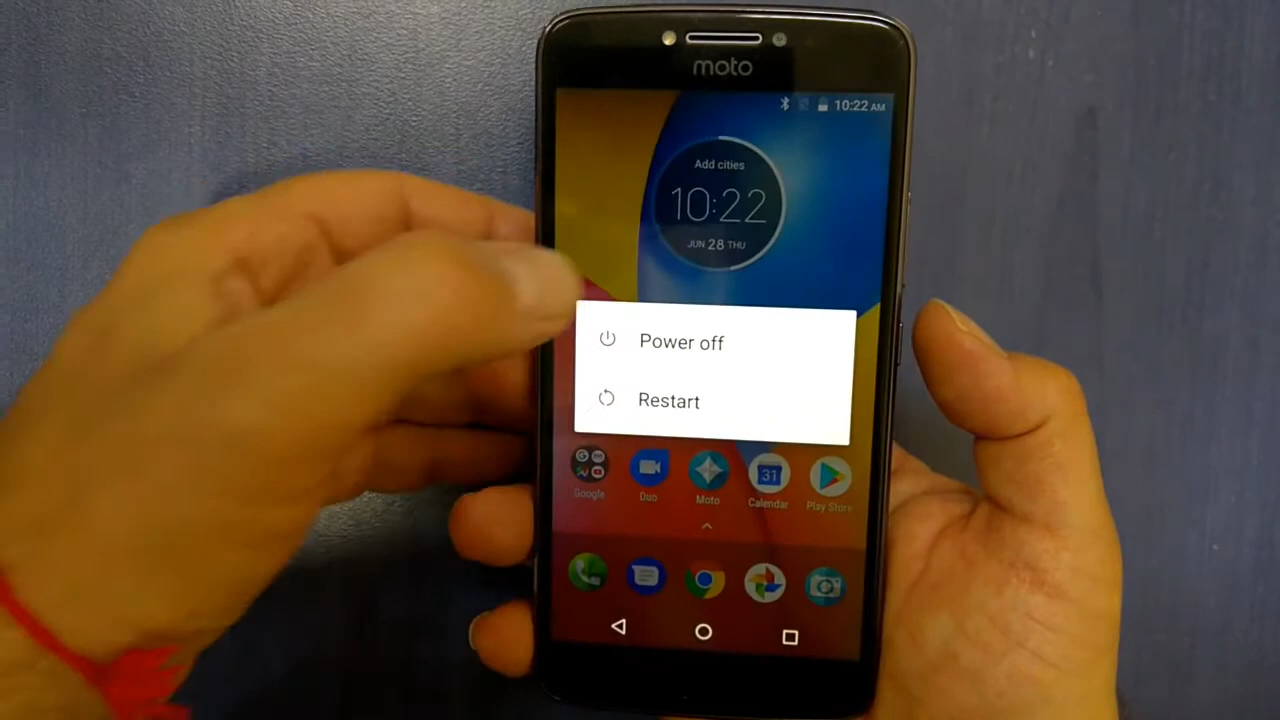 moto
10:22 AM
Add cities
10:22
JUN 28 THU
Power off
Restart
31
Google
Duo
Moto
Calendar
Play Store